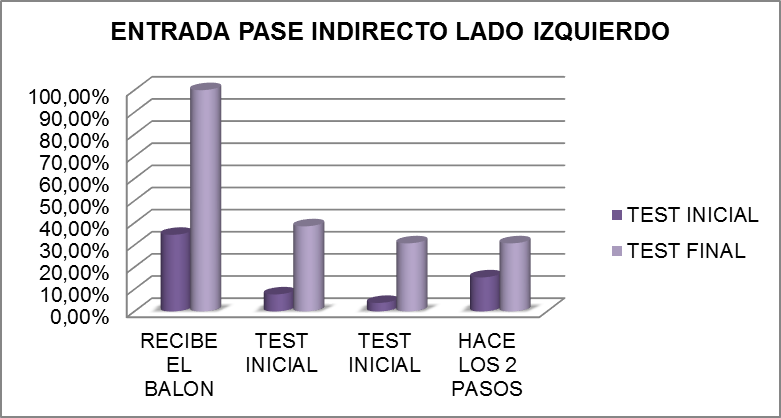 ENTRADA PASE INDIRECTO LADO IZQUIERDO
100,00%
90,00%
80,00%
70,00%
60,00%
50,00%
40,00%
30,00%
20,00%
10,00%
0,00%
RECIBE
EL
BALON
TEST
INICIAL
TEST
INICIAL
HACE
LOS 2
PASOS
TEST INICIAL
TEST FINAL